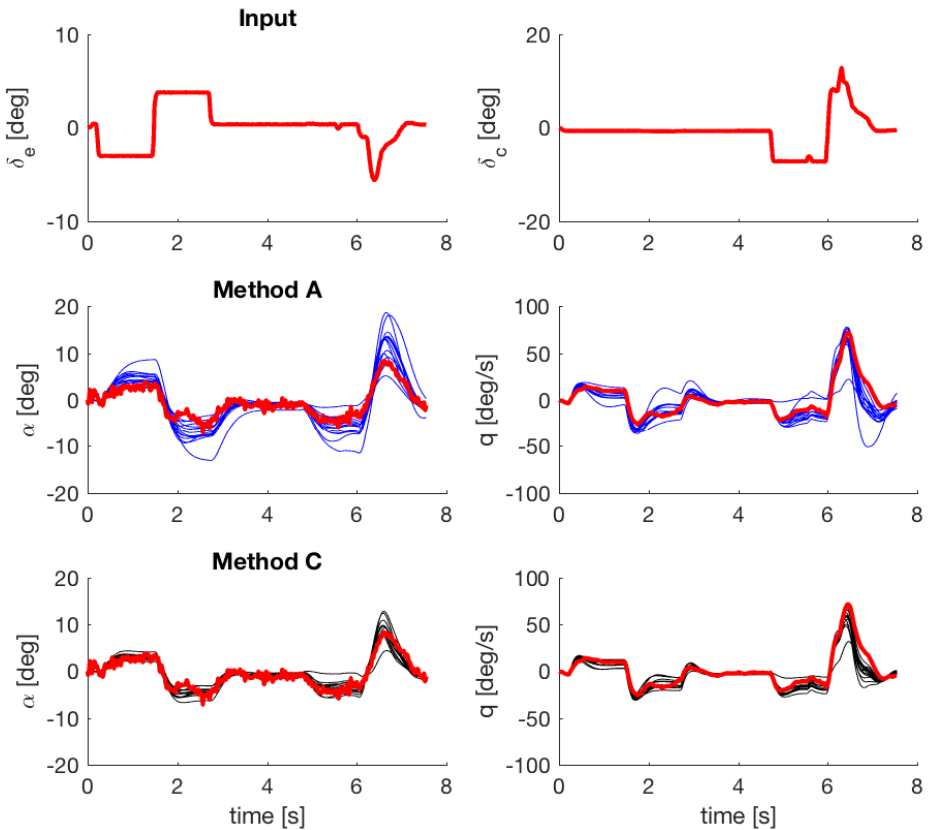 Input
10
0
-10
δe [deg]
0 2 4 6 8
20
0
-20
δc [deg]
0 2 4 6 8
Method A
20
10
0
-10
-20
α [deg]
0 2 4 6 8
100
50
0
-50
-100
q [deg/s]
0 2 4 6 8
Method C
20
10
0
-10
-20
α [deg]
0 2 4 6 8
time [s]
100
50
0
-50
-100
q [deg/s]
0 2 4 6 8
time [s]